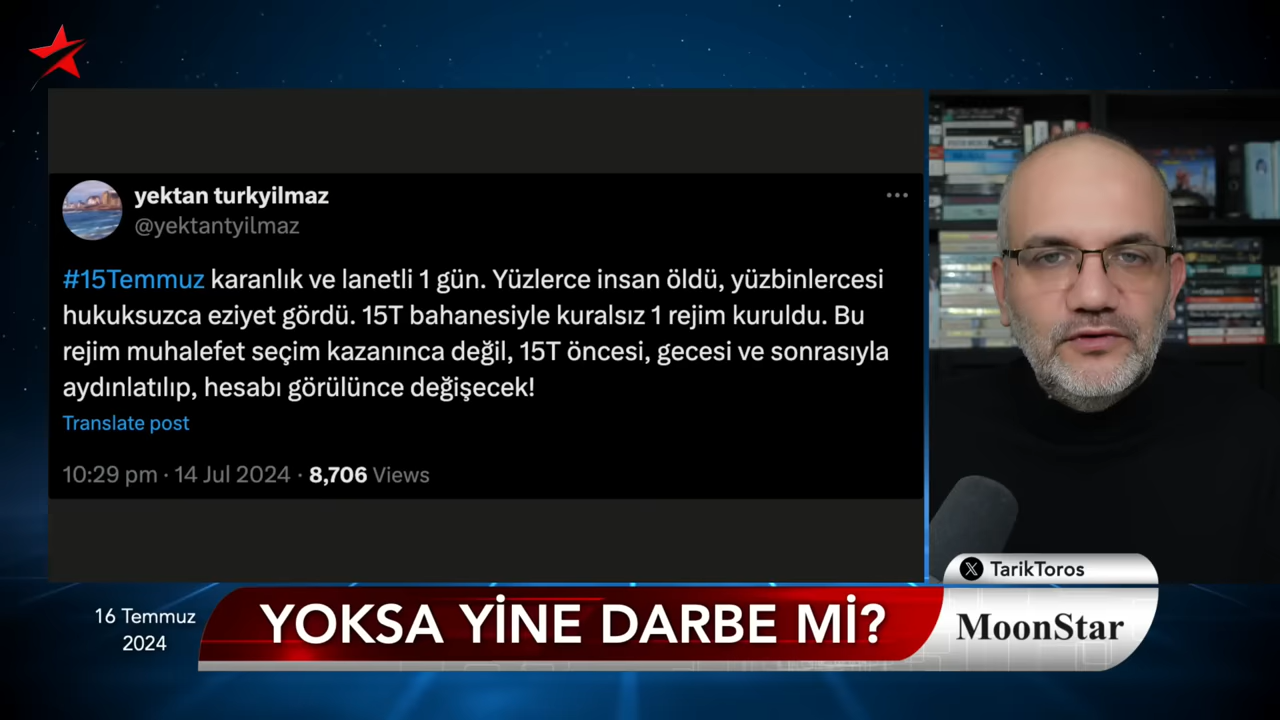 yektan turkyilmaz
@yektantyilmaz
#15Temmuz karanlık ve lanetli 1 gün. Yüzlerce insan öldü, yüzbinlercesi
hukuksuzca eziyet gördü. 15T bahanesiyle kuralsız 1 rejim kuruldu. Bu
rejim muhalefet seçim kazanınca değil, 15T öncesi, gecesi ve sonrasıyla
aydınlatılıp, hesabı görülünce değişecek!
Translate post
10:29 pm · 14 Jul 2024 · 8,706 Views
TarikToros
16 Temmuz
2024
YOKSA YİNE DARBE Mİ?
MoonStar